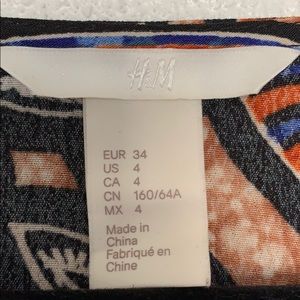 H&M
EUR 34
US 4
CA 4
CN 160/64A
MX 4
Made in
China
Fabriqué en
Chine